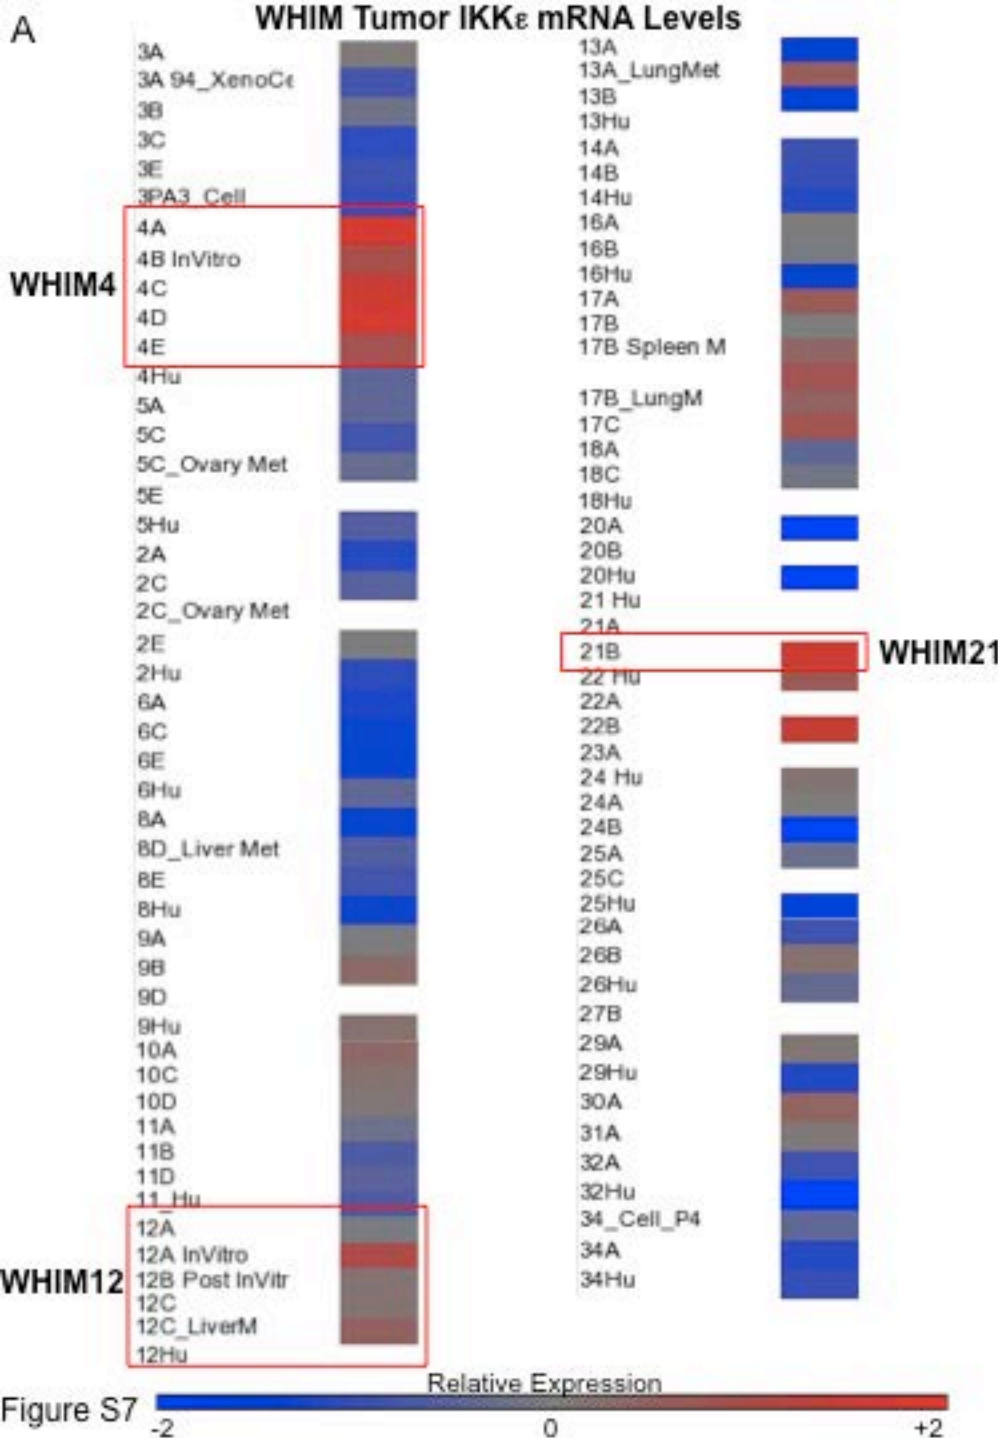 A
WHIM Tumor IKKε mRNA Levels
3A
3A 94_XenoCe
3B
3C
3E
3PA3_Cell
WHIM4
4A
4B InVitro
4C
4D
4E
4Hu
5A
5C
5C_Ovary Met
5E
5Hu
2A
2C
2C_Ovary Met
2E
2Hu
6A
6C
6E
6Hu
8A
8D_Liver Met
8E
8Hu
9A
9B
9D
9Hu
10A
10C
10D
11A
11B
11D
11_Hu
WHIM12
12A
12A InVitro
12B Post InVitr
12C
12C_LiverM
12Hu
13A
13A_LungMet
13B
13Hu
14A
14B
14Hu
16A
16B
16Hu
17A
17B
17B Spleen M
17B_LungM
17C
18A
18C
18Hu
20A
20B
20Hu
21 Hu
21A
21B
WHIM21
22 Hu
22A
22B
23A
24 Hu
24A
24B
25A
25C
25Hu
26A
26B
26Hu
27B
29A
29Hu
30A
31A
32A
32Hu
34_Cell_P4
34A
34Hu
Relative Expression
Figure S7
-2 0 +2